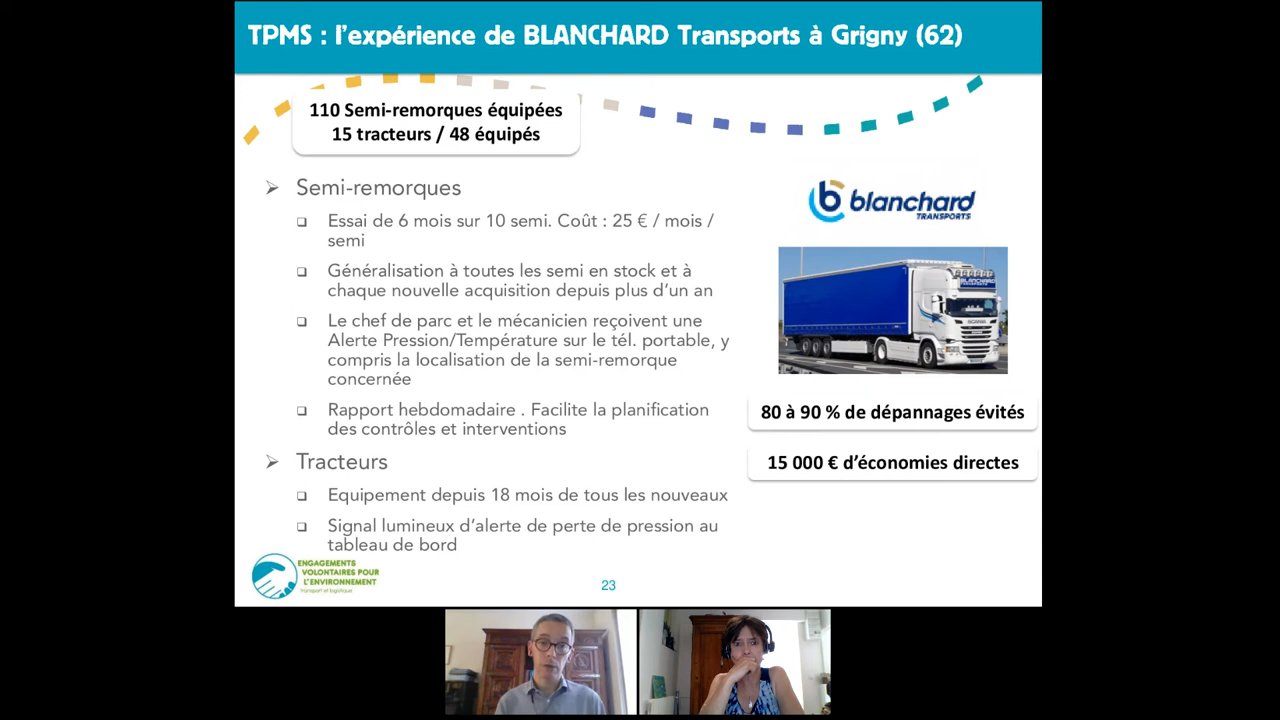 TPMS : l'expérience de BLANCHARD Transports à Grigny (62)
110 Semi-remorques équipées
15 tracteurs / 48 équipés
Semi-remorques
Essai de 6 mois sur 10 semi. Coût : 25 € / mois /
semi
Généralisation à toutes les semi en stock et à
chaque nouvelle acquisition depuis plus d'un an
Le chef de parc et le mécanicien reçoivent une
Alerte Pression/Température sur le tél. portable, y
compris la localisation de la semi-remorque
concernée
Rapport hebdomadaire . Facilite la planification
des contrôles et interventions
Tracteurs
Equipement depuis 18 mois de tous les nouveaux
Signal lumineux d'alerte de perte de pression au
tableau de bord
blanchard
TRANSPORTS
BLANCHARD
80 à 90 % de dépannages évités
15 000 € d'économies directes
ENGAGEMENTS
VOLONTAIRES POUR
L'ENVIRONNEMENT
Transport et logistique
23